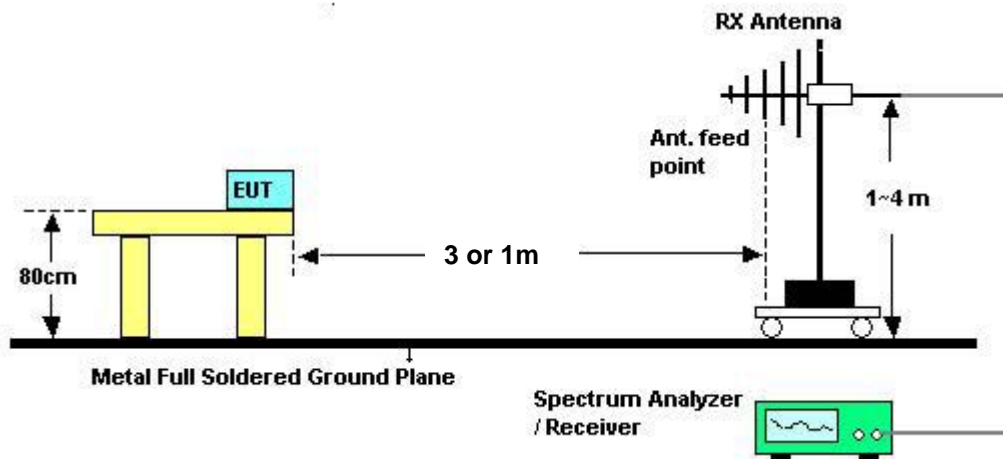 RX Antenna
Ant. feed
point
EUT
1~4 m
3 or 1m
80cm
Metal Full Soldered Ground Plane
Spectrum Analyzer
/ Receiver